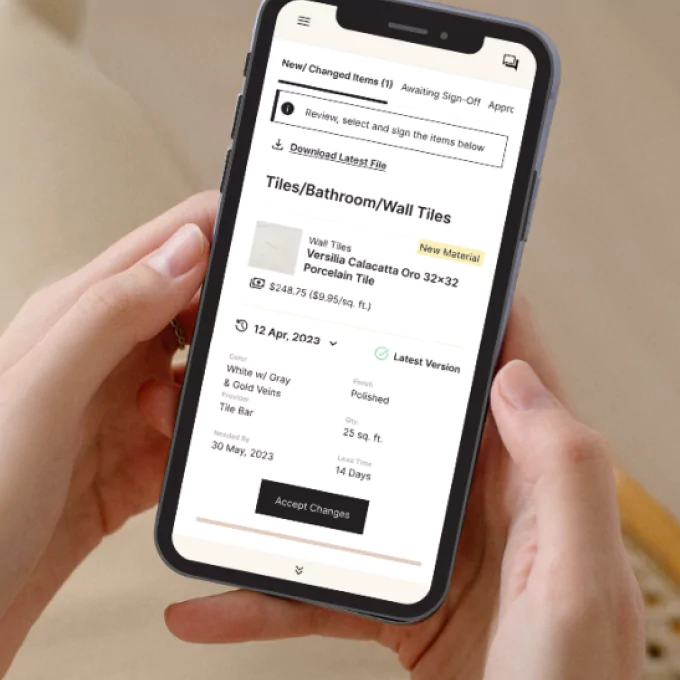 New/ Changed Items (1) Awaiting Sign-Off Appro
Review, select and sign the items below
Download Latest File
Tiles/Bathroom/Wall Tiles
Wall Tiles New Material
Versilia Calacatta Oro 32×32
Porcelain Tile
$248.75 ($9.95/sq. ft.)
12 Apr, 2023 Latest Version
Color Finish
White w/ Gray Polished
& Gold Veins
Provider Qty.
Tile Bar 25 sq. ft.
Needed By Lead Time
30 May, 2023 14 Days
Accept Changes